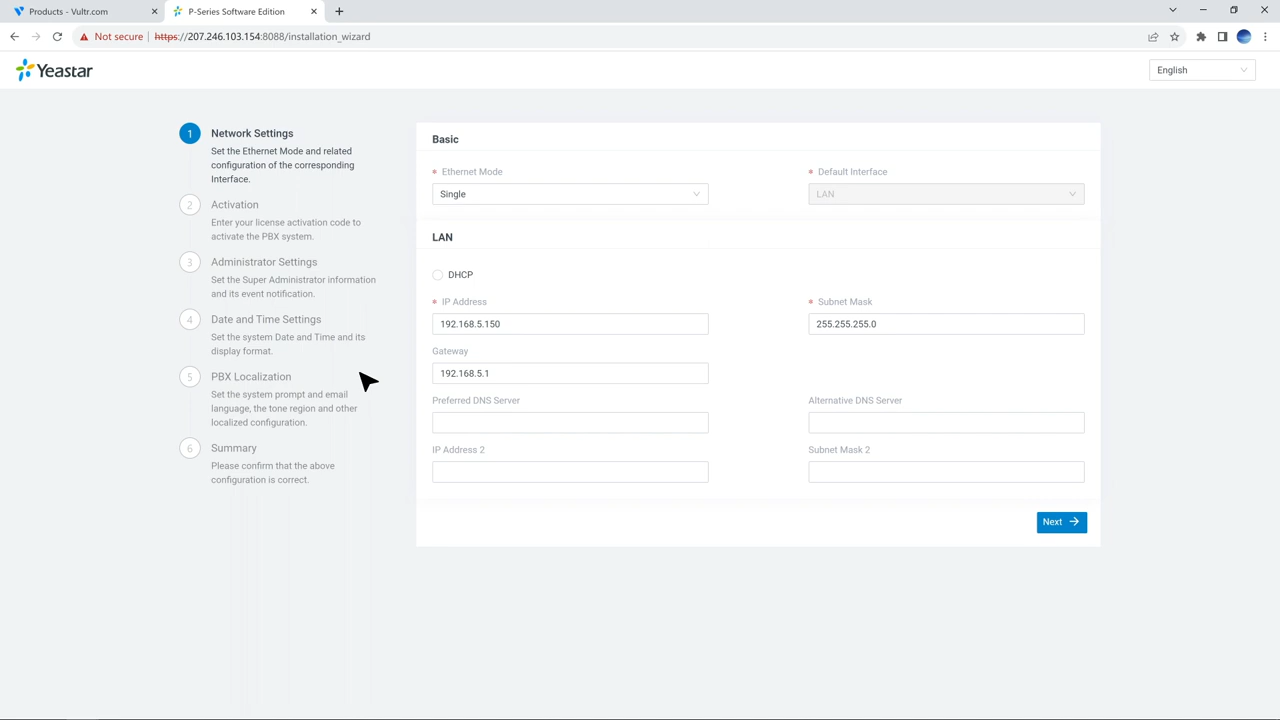 Products - Vultr.com
P-Series Software Edition
Not secure
https://207.246.103.154:8088/installation_wizard
Yeastar
English
1
Network Settings
Set the Ethernet Mode and related
configuration of the corresponding
Interface.
2
Activation
Enter your license activation code to
activate the PBX system.
3
Administrator Settings
Set the Super Administrator information
and its event notification.
4
Date and Time Settings
Set the system Date and Time and its
display format.
5
PBX Localization
Set the system prompt and email
language, the tone region and other
localized configuration.
6
Summary
Please confirm that the above
configuration is correct.
Basic
* Ethernet Mode
* Default Interface
Single
LAN
LAN
DHCP
* IP Address
* Subnet Mask
192.168.5.150
255.255.255.0
Gateway
192.168.5.1
Preferred DNS Server
Alternative DNS Server
IP Address 2
Subnet Mask 2
Next